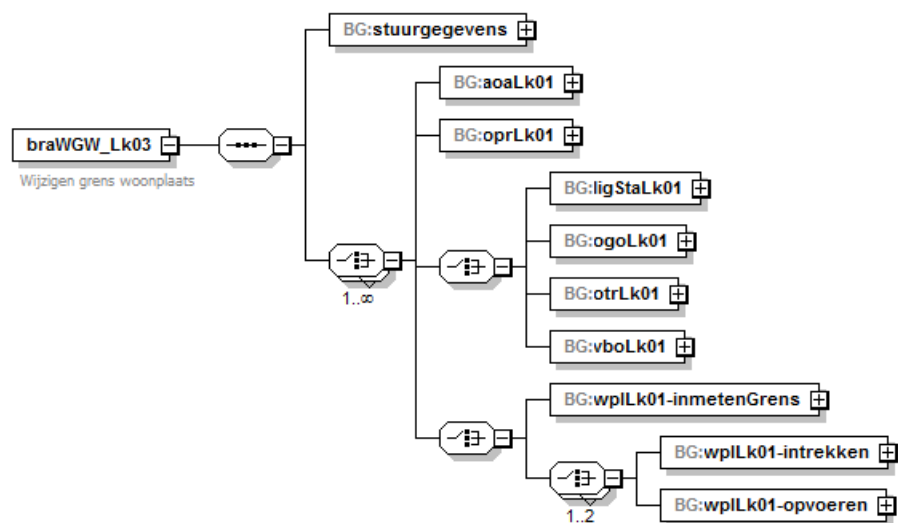 BG:stuurgegevens
BG:aoaLk01
braWGW_Lk03
BG:oprLk01
Wijzigen grens woonplaats
BG:ligStaLk01
BG:ogoLk01
1..∞
BG:otrLk01
BG:vboLk01
BG:wplLk01-inmetenGrens
BG:wplLk01-intrekken
BG:wplLk01-opvoeren
1..2